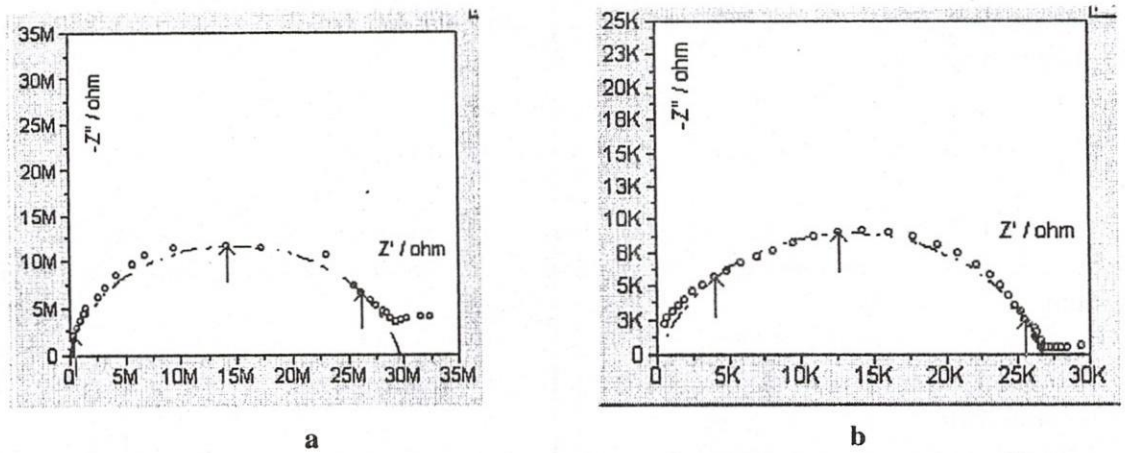 35M
30M
25M
20M
15M
10M
5M
0
-Z" / ohm
Z' / ohm
0 5M 10M 15M 20M 25M 30M 35M
a
25K
23K
20K
18K
15K
13K
10K
8K
5K
3K
0
-Z" / ohm
Z' / ohm
0 5K 10K 15K 20K 25K 30K
b